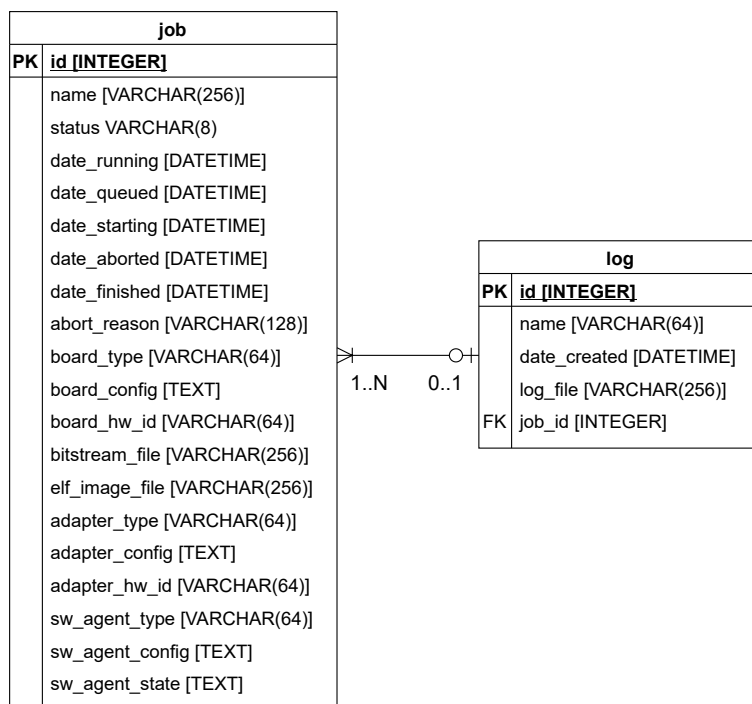 job
PK id [INTEGER]
name [VARCHAR(256)]
status VARCHAR(8)
date_running [DATETIME]
date_queued [DATETIME]
date_starting [DATETIME]
date_aborted [DATETIME]
date_finished [DATETIME]
abort_reason [VARCHAR(128)]
board_type [VARCHAR(64)]
board_config [TEXT]
board_hw_id [VARCHAR(64)]
bitstream_file [VARCHAR(256)]
elf_image_file [VARCHAR(256)]
adapter_type [VARCHAR(64)]
adapter_config [TEXT]
adapter_hw_id [VARCHAR(64)]
sw_agent_type [VARCHAR(64)]
sw_agent_config [TEXT]
sw_agent_state [TEXT]
1..N 0..1
log
PK id [INTEGER]
name [VARCHAR(64)]
date_created [DATETIME]
log_file [VARCHAR(256)]
FK job_id [INTEGER]